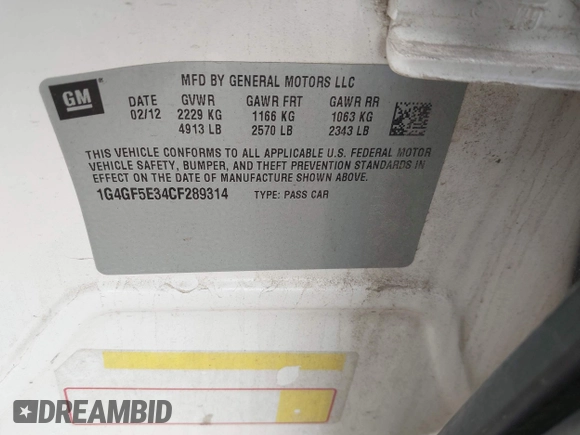 GM
MFD BY GENERAL MOTORS LLC
DATE GVWR GAWR FRT GAWR RR
02/12 2229 KG 1166 KG 1063 KG
4913 LB 2570 LB 2343 LB
THIS VEHICLE CONFORMS TO ALL APPLICABLE U.S. FEDERAL MOTOR
VEHICLE SAFETY, BUMPER, AND THEFT PREVENTION STANDARDS IN
EFFECT ON THE DATE OF MANUFACTURE SHOWN ABOVE.
1G4GF5E34CF289314 TYPE: PASS CAR
DREAMBID